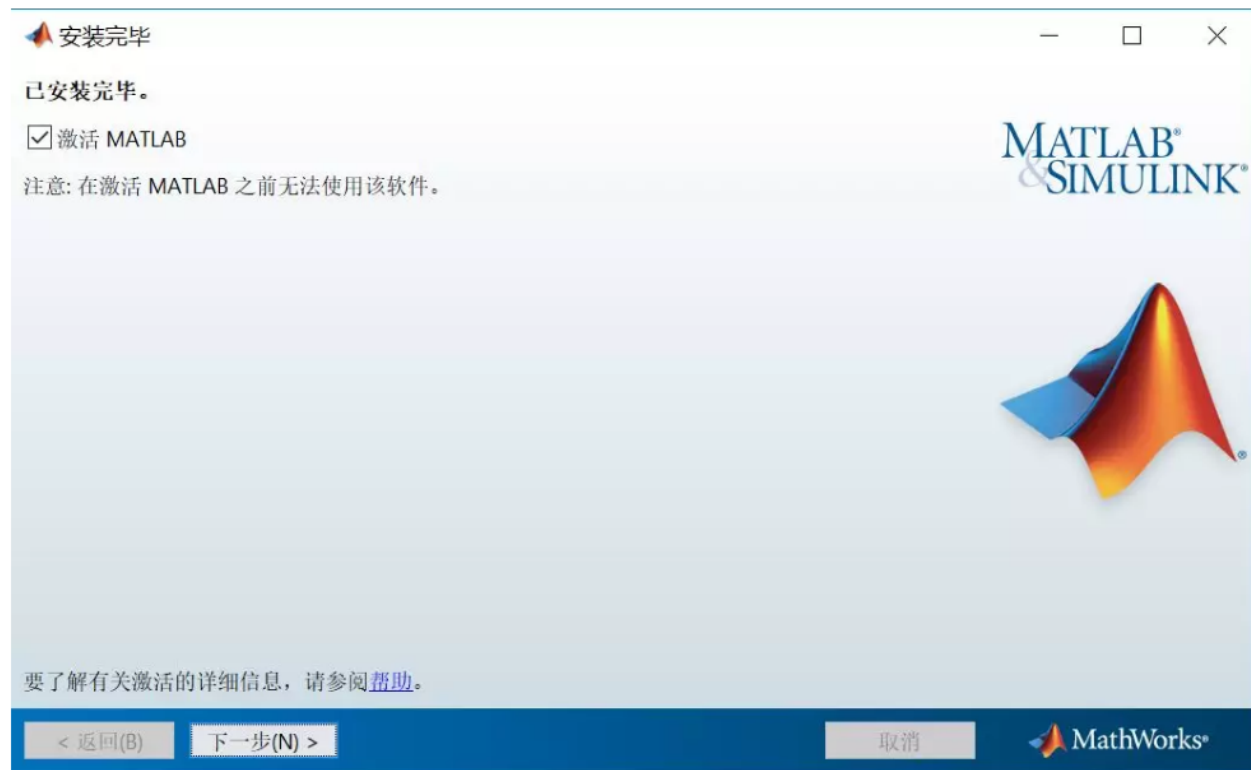 安装完毕
已安装完毕。
激活 MATLAB
注意: 在激活 MATLAB 之前无法使用该软件。
MATLAB®
&SIMULINK®
®
要了解有关激活的详细信息，请参阅帮助。
< 返回(B)
下一步(N) >
取消
MathWorks®